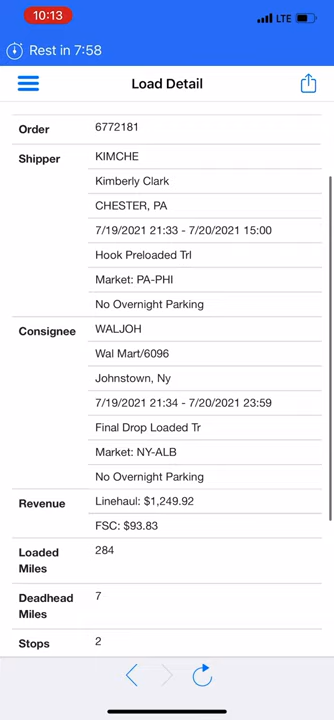 10:13
LTE
Rest in 7:58
Load Detail
Order 6772181
Shipper KIMCHE
Kimberly Clark
CHESTER, PA
7/19/2021 21:33 - 7/20/2021 15:00
Hook Preloaded Trl
Market: PA-PHI
No Overnight Parking
Consignee WALJOH
Wal Mart/6096
Johnstown, Ny
7/19/2021 21:34 - 7/20/2021 23:59
Final Drop Loaded Tr
Market: NY-ALB
No Overnight Parking
Revenue Linehaul: $1,249.92
FSC: $93.83
Loaded Miles 284
Deadhead Miles 7
Stops 2